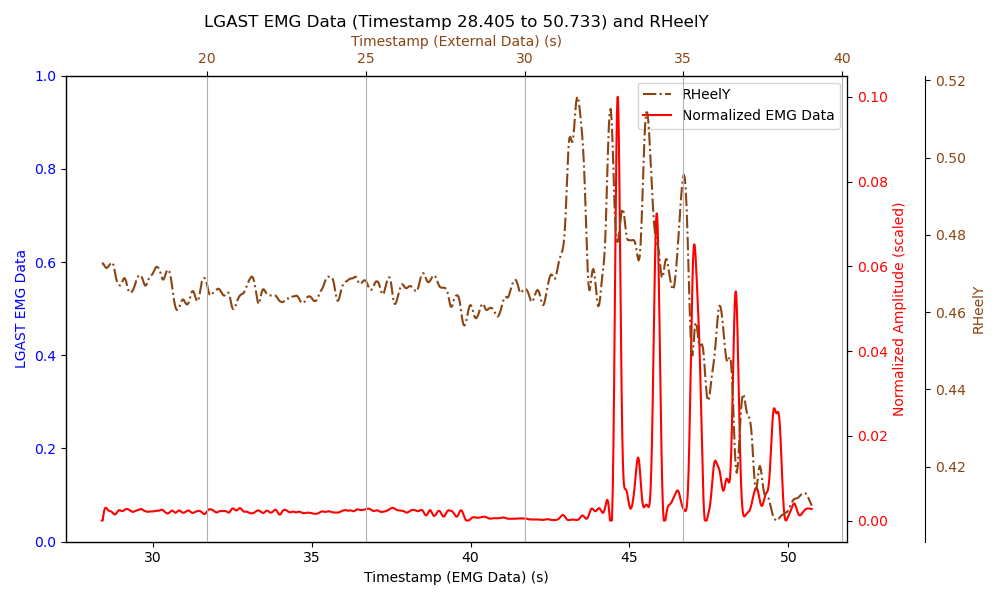 LGAST EMG Data (Timestamp 28.405 to 50.733) and RHeelY
Timestamp (External Data) (s)
20 25 30 35 40
1.0
0.8
0.6
0.4
0.2
0.0
LGAST EMG Data
RHeelY
Normalized EMG Data
0.10
0.08
0.06
0.04
0.02
0.00
Normalized Amplitude (scaled)
0.52
0.50
0.48
0.46
0.44
0.42
RHeelY
30 35 40 45 50
Timestamp (EMG Data) (s)